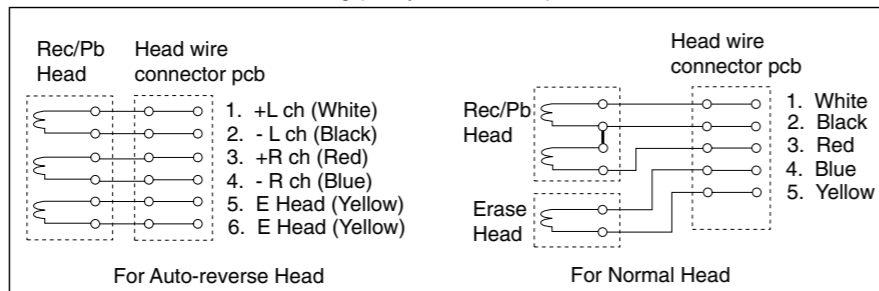 Rec/Pb
Head
Head wire
connector pcb
1. +L ch (White)
2. - L ch (Black)
3. +R ch (Red)
4. - R ch (Blue)
5. E Head (Yellow)
6. E Head (Yellow)
For Auto-reverse Head
Head wire
connector pcb
Rec/Pb
Head
1. White
2. Black
3. Red
4. Blue
5. Yellow
Erase
Head
For Normal Head